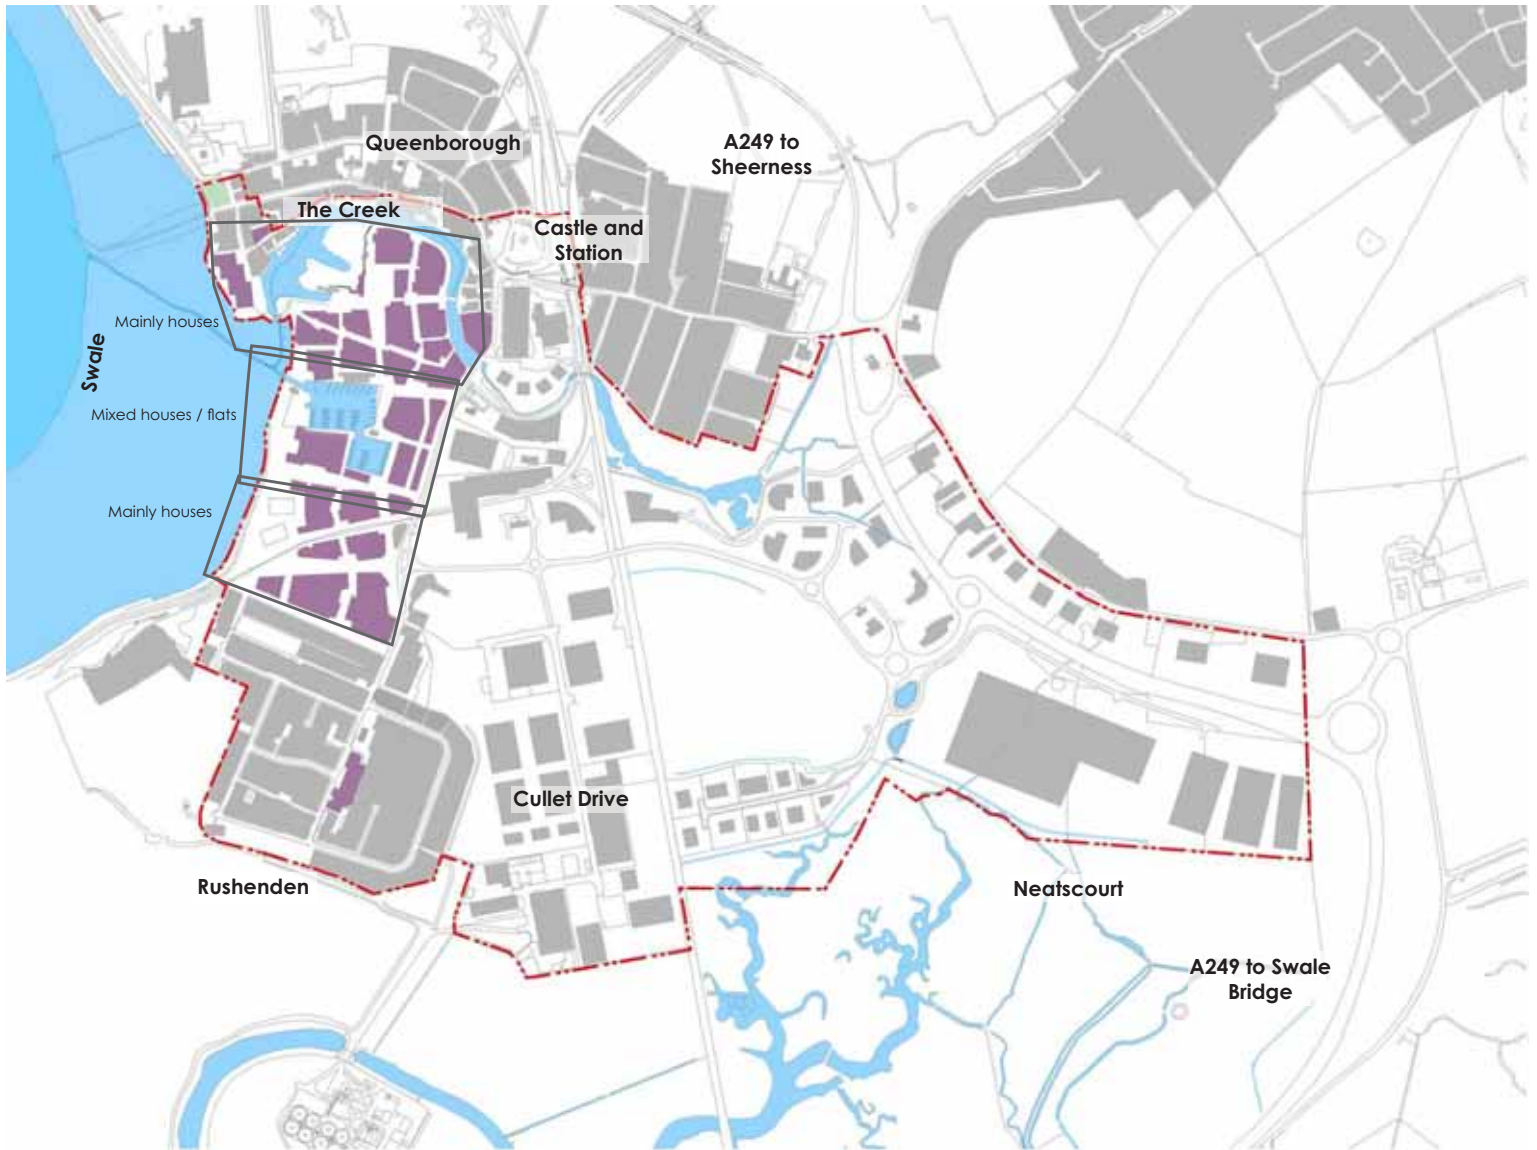 Queenborough
A249 to
Sheerness
The Creek
Castle and
Station
Mainly houses
Swale
Mixed houses / flats
Mainly houses
Cullet Drive
Rushenden
Neatscourt
A249 to Swale
Bridge